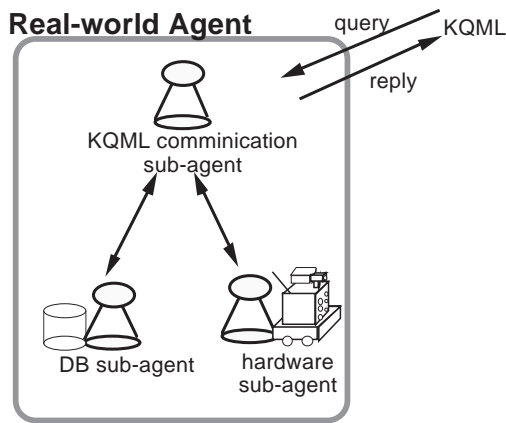 Real-world Agent
query
KQML
reply
KQML comminication
sub-agent
DB sub-agent
hardware
sub-agent